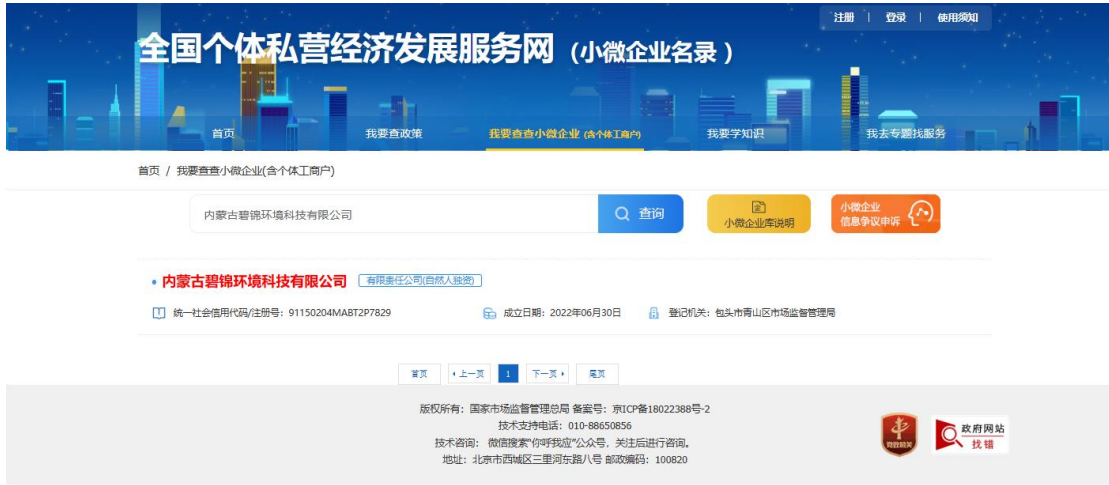 注册 | 登录 | 使用须知
全国个体私营经济发展服务网 (小微企业名录)
首页 我要查政策 我要查查小微企业 (含个体工商户) 我要学知识 我去专题找服务
首页 / 我要查查小微企业(含个体工商户)
内蒙古碧锦环境科技有限公司 查询 小微企业库说明 小微企业
信息争议申诉
内蒙古碧锦环境科技有限公司 有限责任公司(自然人独资)
统一社会信用代码/注册号: 91150204MABT2P7829 成立日期: 2022年06月30日 登记机关: 包头市青山区市场监督管理局
首页 上一页 1 下一页 尾页
版权所有: 国家市场监督管理总局 备案号: 京ICP备18022388号-2
技术支持电话: 010-88650856
技术咨询: 微信搜索"你呼我应"公众号, 关注后进行咨询。
地址: 北京市西城区三里河东路八号 邮政编码: 100820
党政机关
政府网站
找错